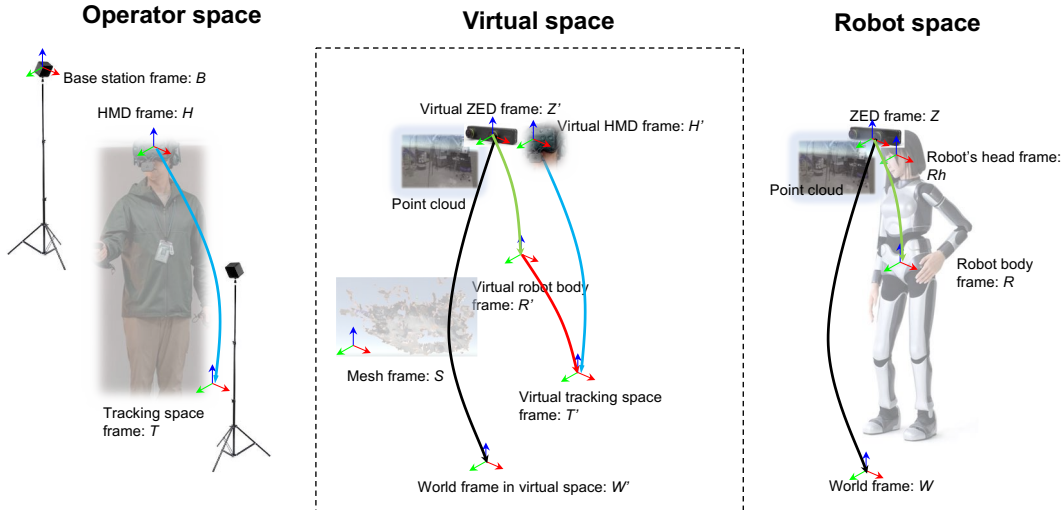 Operator space
Base station frame: B
HMD frame: H
Tracking space
frame: T
Virtual space
Virtual ZED frame: Z’
Virtual HMD frame: H’
Point cloud
Virtual robot body
frame: R’
Mesh frame: S
Virtual tracking space
frame: T’
World frame in virtual space: W’
Robot space
ZED frame: Z
Robot’s head frame:
Rh
Point cloud
Robot body
frame: R
World frame: W